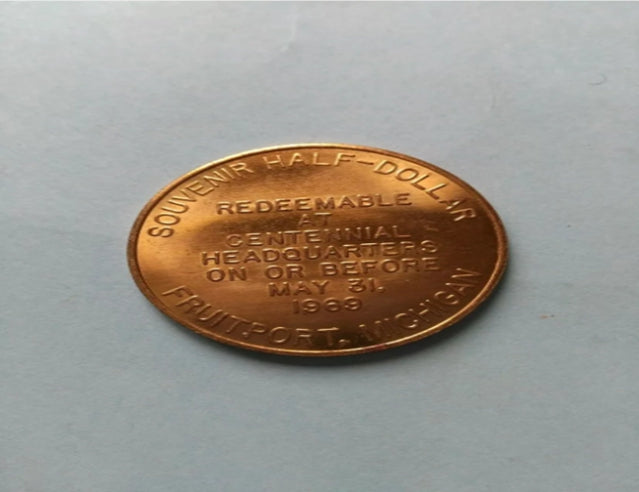 SOUVENIR HALF-DOLLAR
REDEEMABLE
AT
CENTENNIAL
HEADQUARTERS
ON OR BEFORE
MAY 31,
1969
FRUITPORT, MICHIGAN